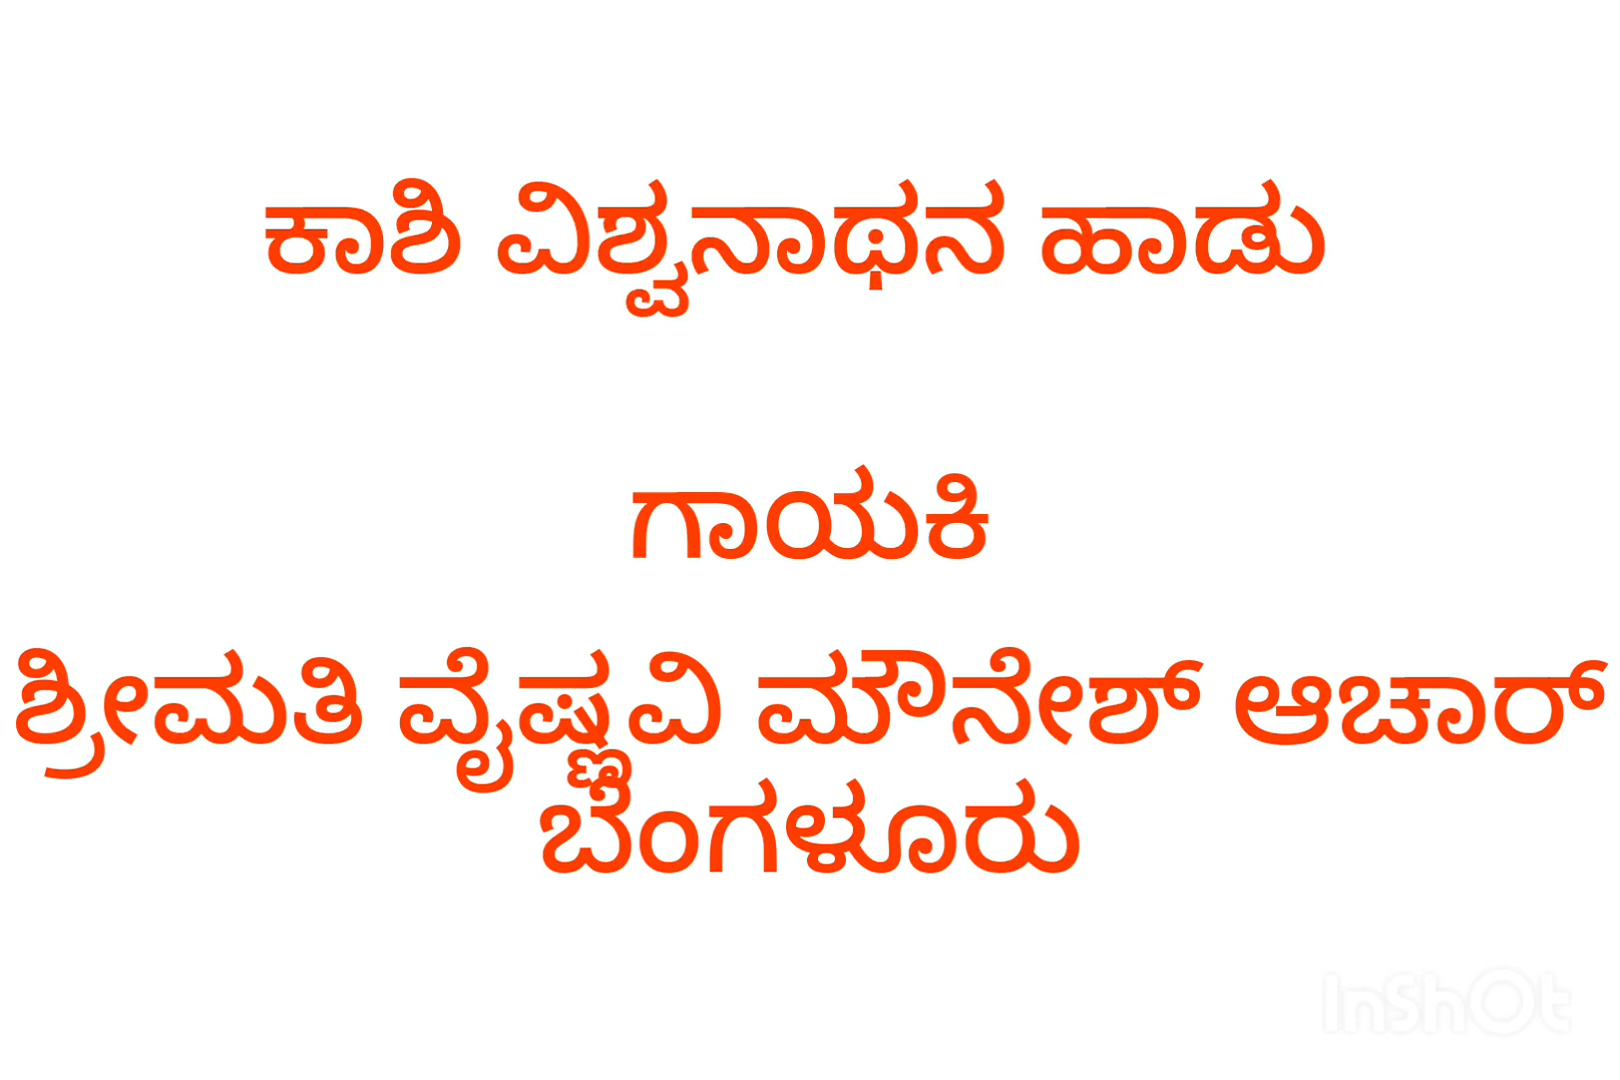 ಕಾಶಿ ವಿಶ್ವನಾಥನ ಹಾಡು
ಗಾಯಕಿ
ಶ್ರೀಮತಿ ವೈಷ್ಣವಿ ಮೌನೇಶ್ ಆಚಾರ್
ಬೆಂಗಳೂರು
InShOt